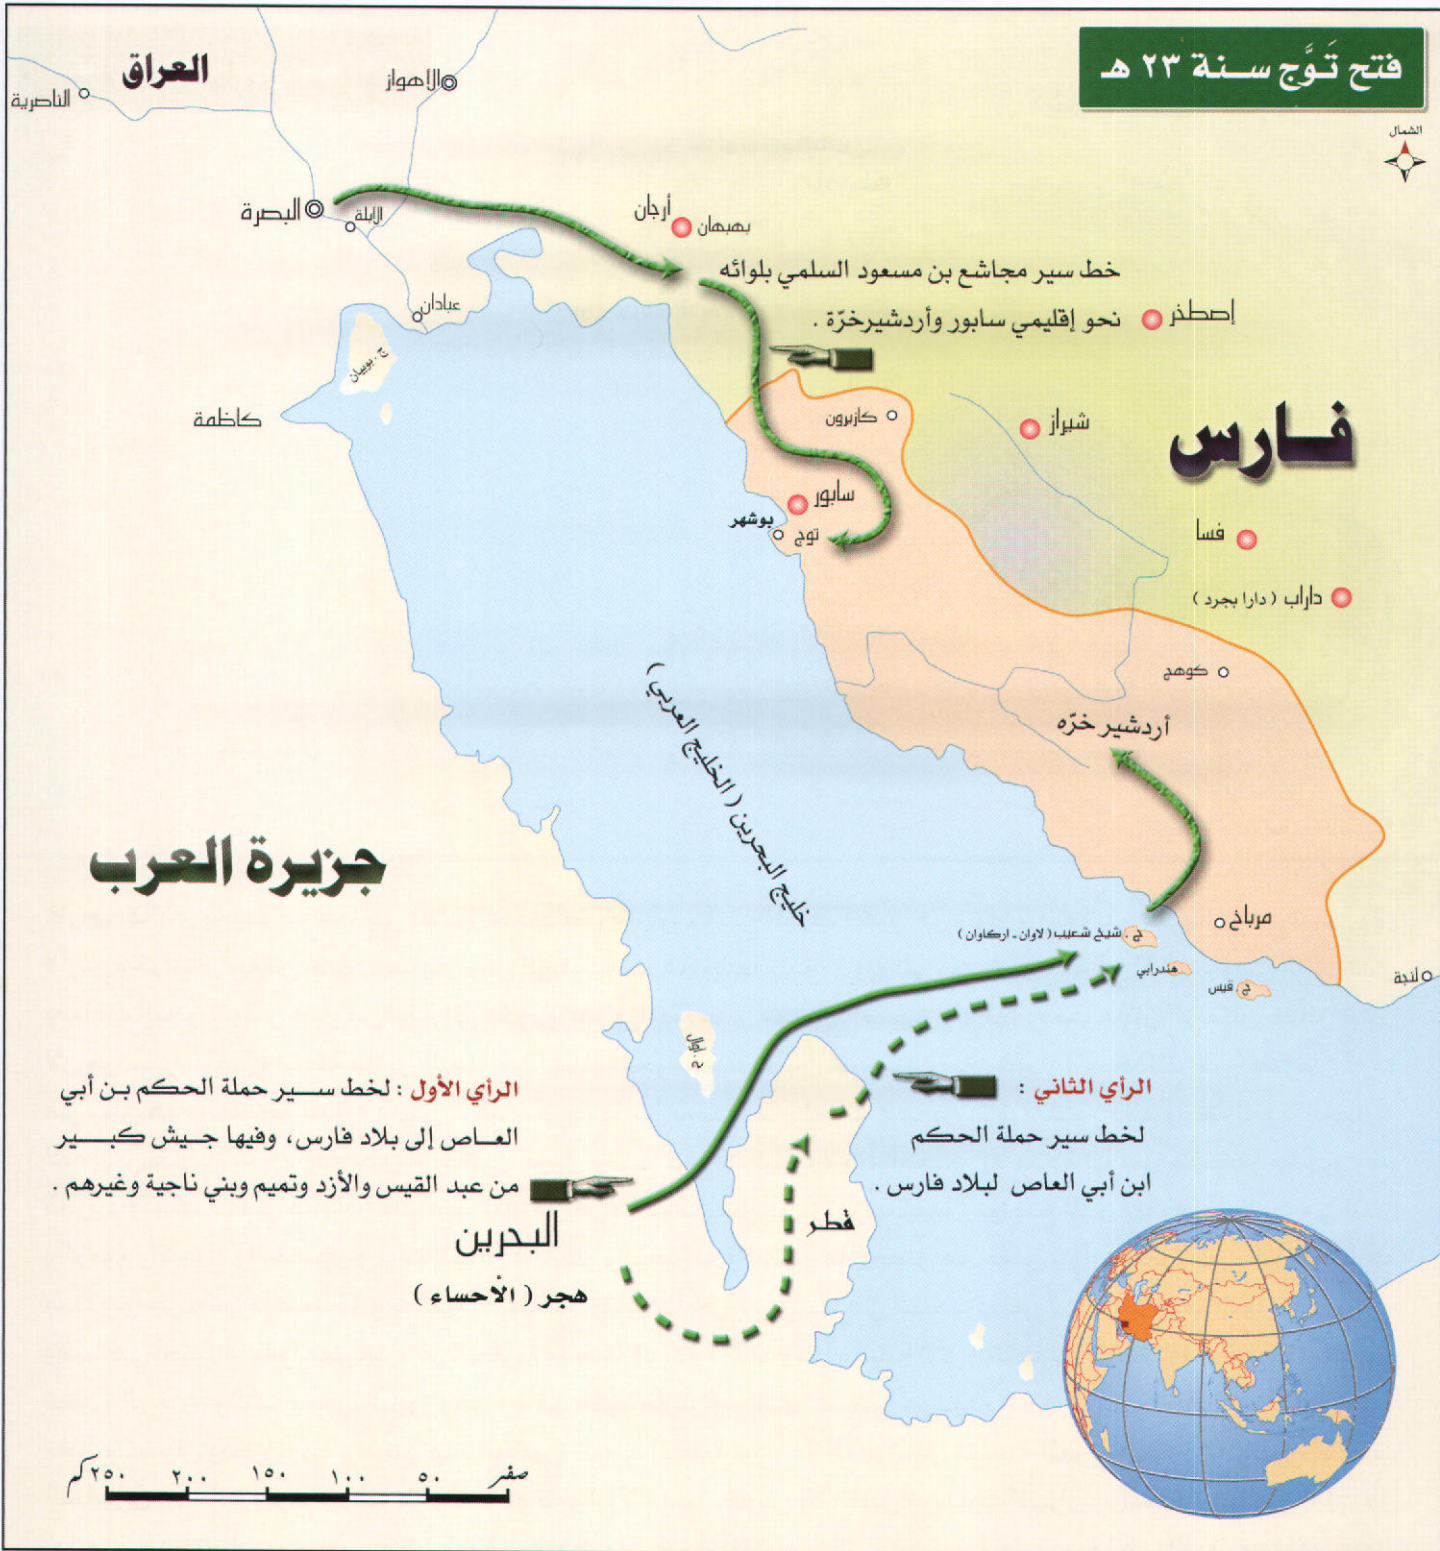 فتح تَوَّج سنة ٢٣ هـ
الشمال
العراق
الناصرية
الاهواز
البصرة
الأبلة
عبادان
أرجان
بهبهان
خط سير مجاشع بن مسعود السلمي بلوائه
نحو إقليمي سابور وأردشيرخرّة .
إصطخر
ج . بوبيان
كاظمة
كازبرون
شيراز
فارس
سابور
بوشهر
توج
فسا
داراب ( دارا بجرد )
كوهج
أردشير خرّه
خليج البحرين ( الخليج العربي )
جزيرة العرب
مرباخ
ج . شيخ شعيب ( لاوان - اركاوان )
هندرابي
ج . قيس
لنجة
ج . اوال
الرأي الأول : لخط سير حملة الحكم بن أبي
العاص إلى بلاد فارس، وفيها جيش كبير
من عبد القيس والأزد وتميم وبني ناجية وغيرهم .
الرأي الثاني :
لخط سير حملة الحكم
ابن أبي العاص لبلاد فارس .
قطر
البحرين
هجر ( الأحساء )
صفر ٥٠ ١٠٠ ١٥٠ ٢٠٠ ٢٥٠ كم